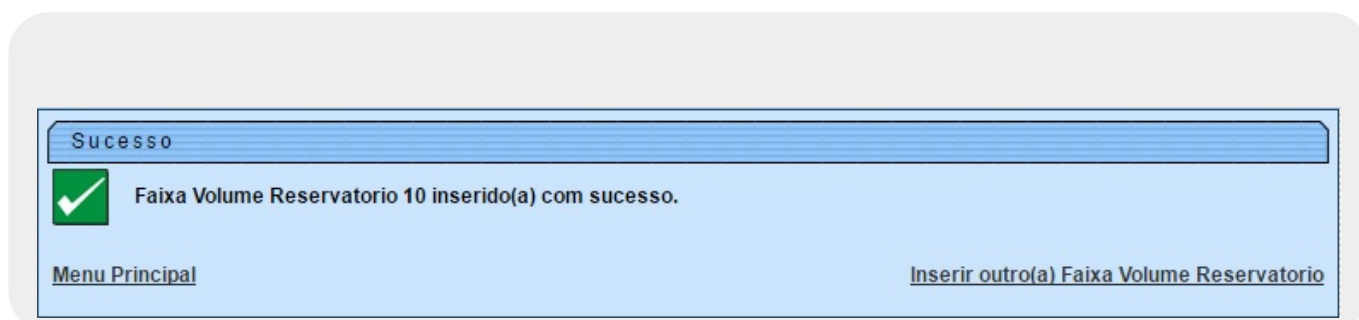 Sucesso
Faixa Volume Reservatorio 10 inserido(a) com sucesso.
Menu Principal
Inserir outro(a) Faixa Volume Reservatorio